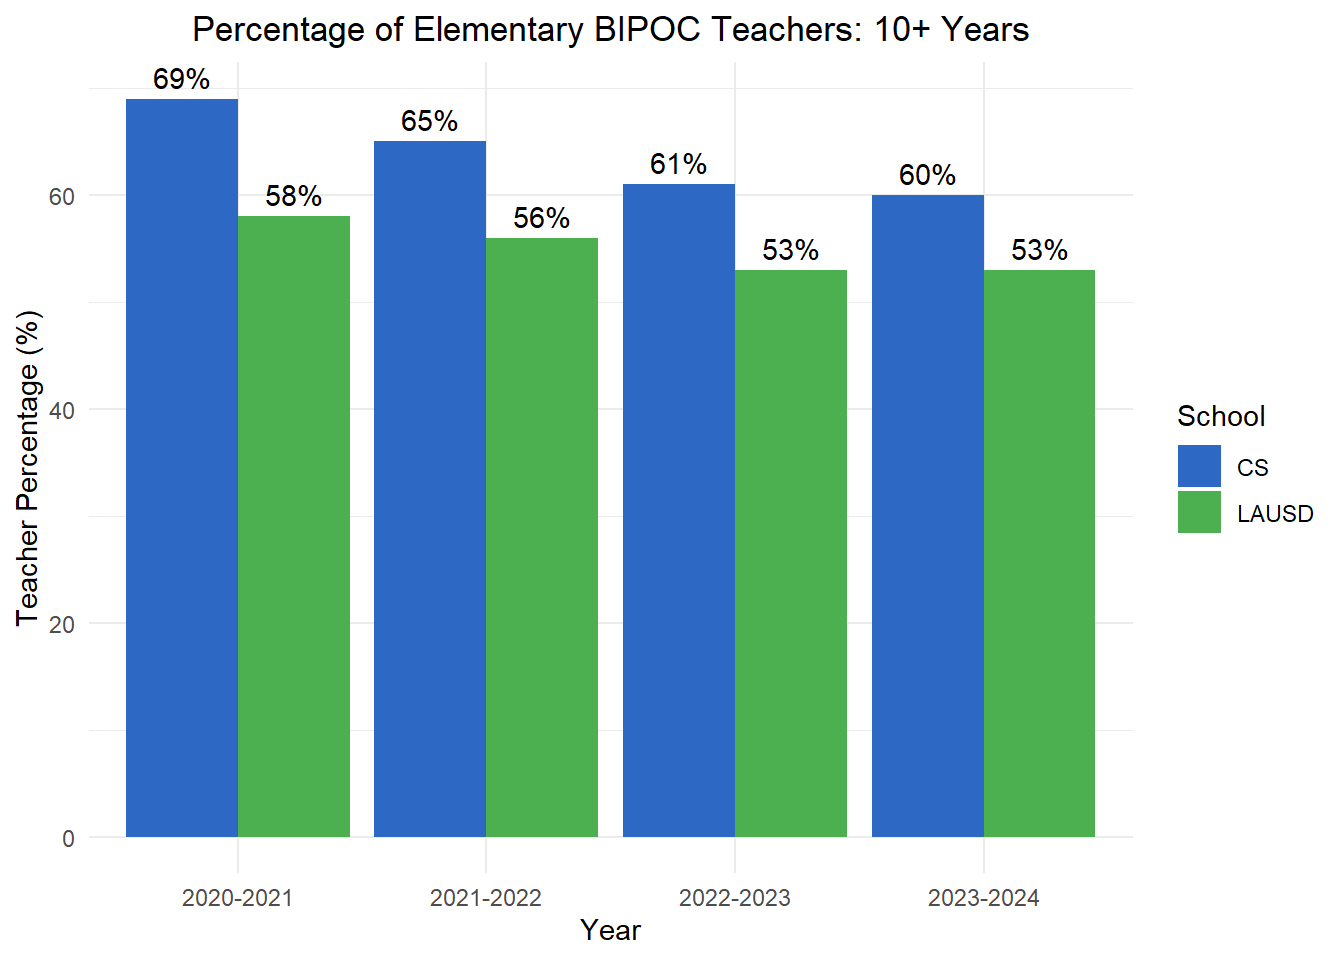 Percentage of Elementary BIPOC Teachers: 10+ Years
69%
65%
61%
60%
58%
56%
53%
53%
60
40
20
0
Teacher Percentage (%)
2020-2021
2021-2022
2022-2023
2023-2024
Year
School
CS
LAUSD